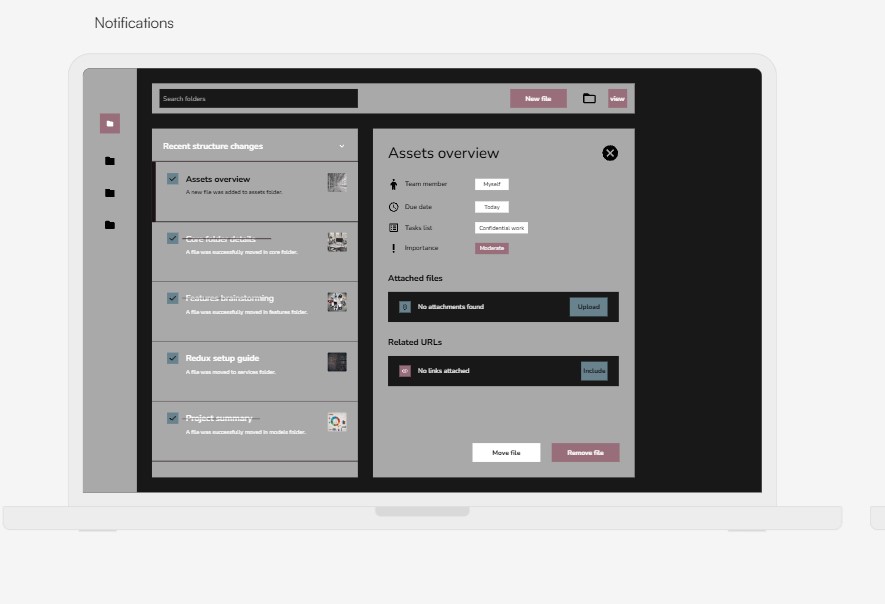 Notifications
Search folders
New file
view
Recent structure changes
Assets overview
A new file was added to assets folder.
Core folder details
A file was successfully moved in core folder.
Features brainstorming
A file was successfully moved in features folder.
Redux setup guide
A file was moved to services folder.
Project summary
A file was successfully moved in models folder.
Assets overview
Team member
Myself
Due date
Today
Tasks list
Confidential work
Importance
Moderate
Attached files
No attachments found
Upload
Related URLs
No links attached
Include
Move file
Remove file